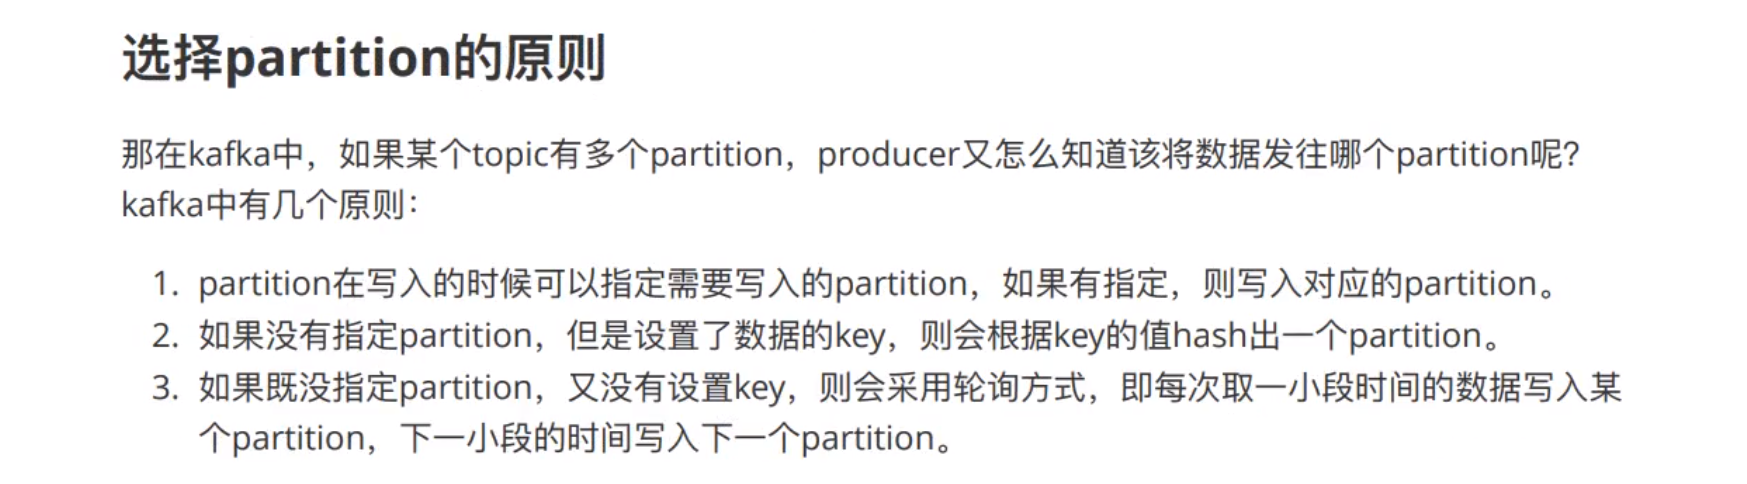 选择partition的原则
那在kafka中，如果某个topic有多个partition，producer又怎么知道该将数据发往哪个partition呢？
kafka中有几个原则：
1. partition在写入的时候可以指定需要写入的partition，如果有指定，则写入对应的partition。
2. 如果没有指定partition，但是设置了数据的key，则会根据key的值hash出一个partition。
3. 如果既没指定partition，又没有设置key，则会采用轮询方式，即每次取一小段时间的数据写入某
个partition，下一小段的时间写入下一个partition。